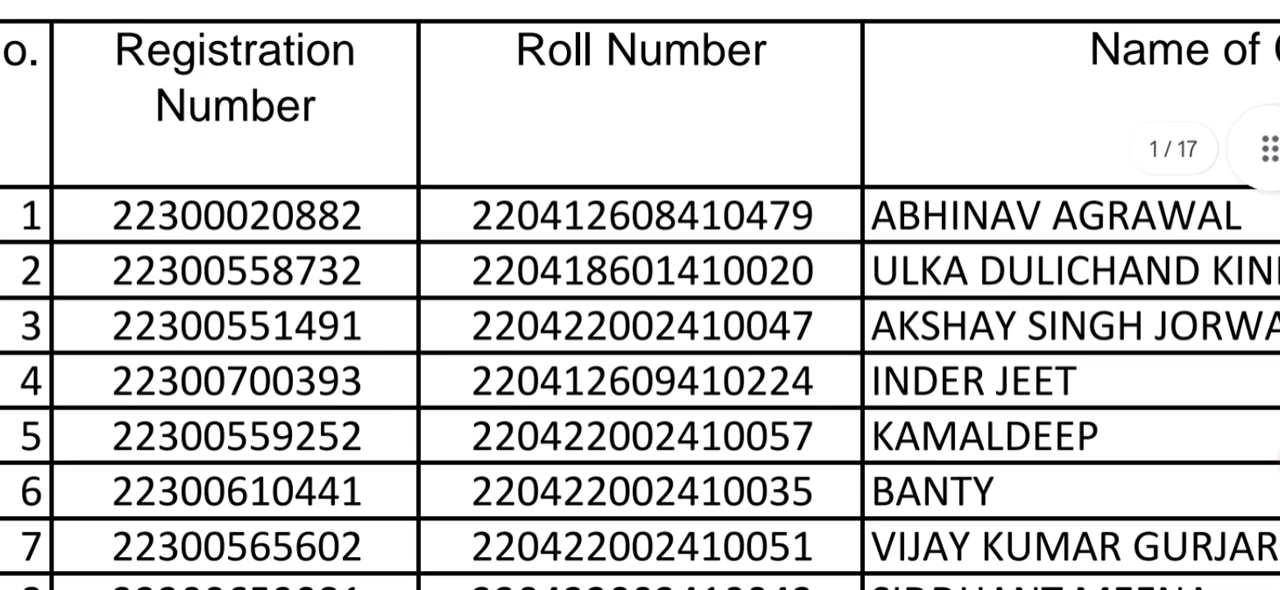 o. Registration Number Roll Number Name of
1 / 17
1 22300020882 220412608410479 ABHINAV AGRAWAL
2 22300558732 220418601410020 ULKA DULICHAND
3 22300551491 220422002410047 AKSHAY SINGH
4 22300700393 220412609410224 INDER JEET
5 22300559252 220422002410057 KAMALDEEP
6 22300610441 220422002410035 BANTY
7 22300565602 220422002410051 VIJAY KUMAR GURJAR